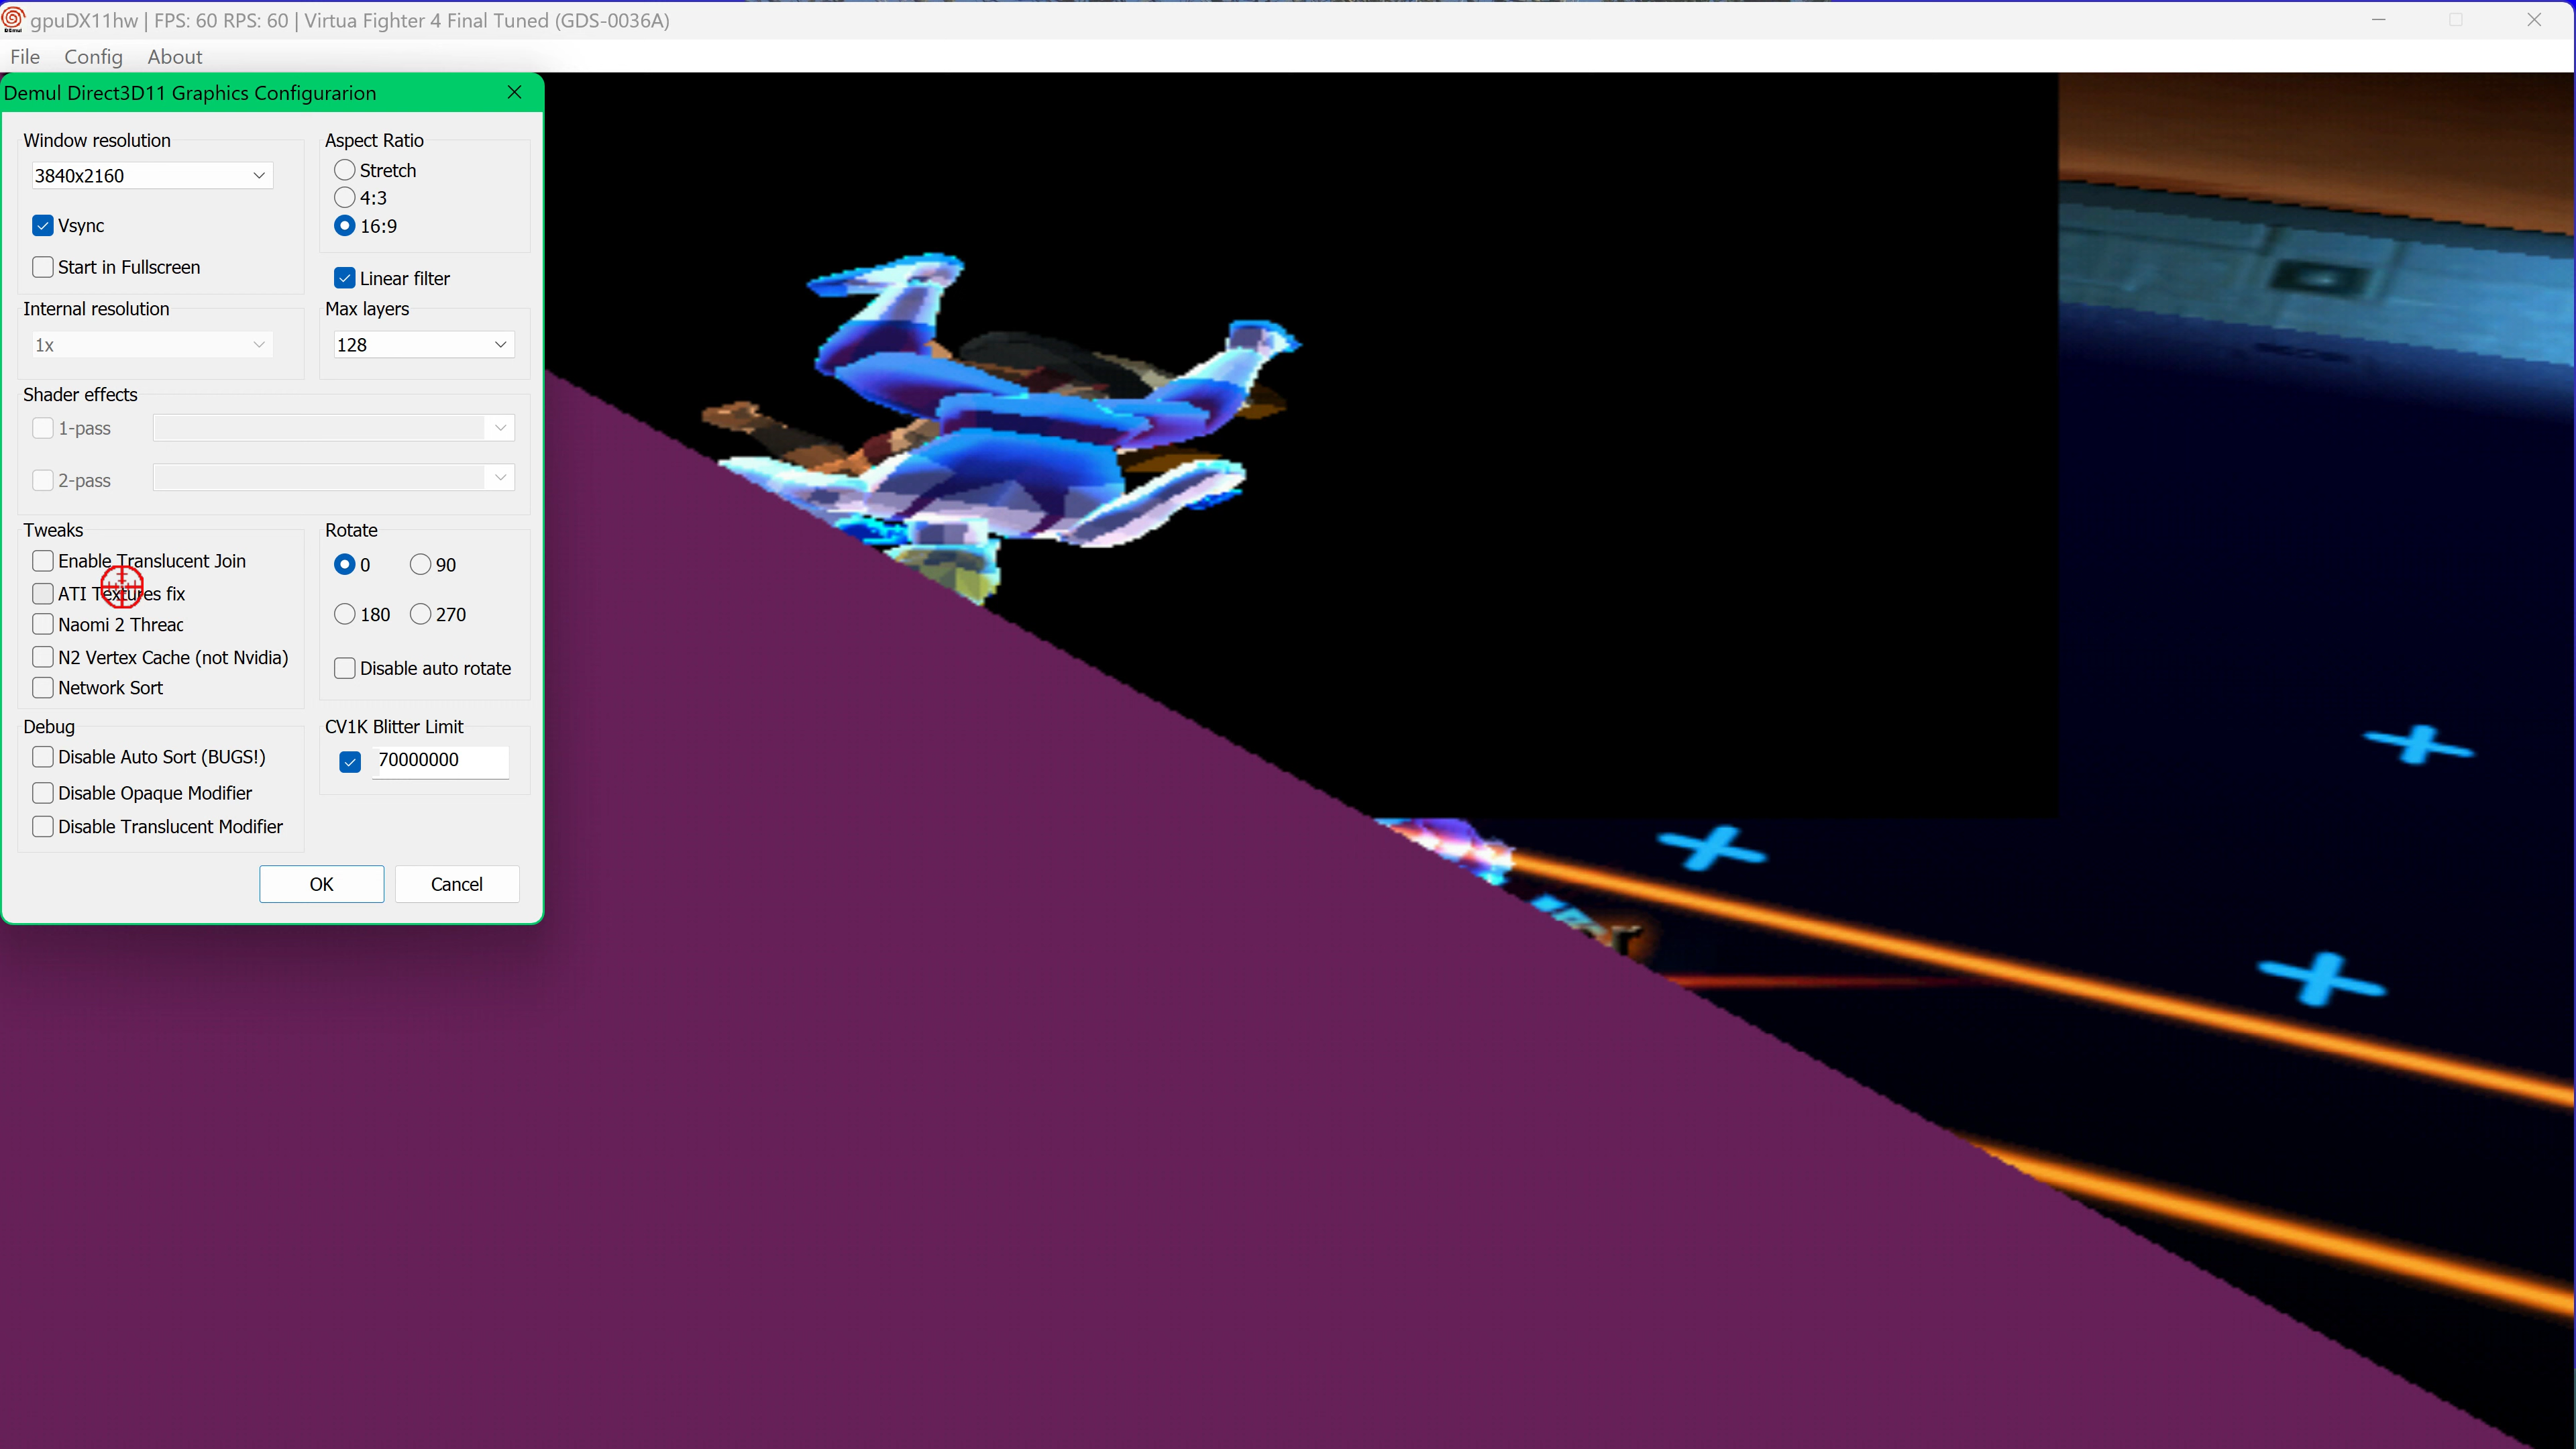 gpuDX11hw | FPS: 60 RPS: 60 | Virtua Fighter 4 Final Tuned (GDS-0036A)
File Config About
Demul Direct3D11 Graphics Configurarion
Window resolution
3840x2160
Vsync
Start in Fullscreen
Aspect Ratio
Stretch
4:3
16:9
Linear filter
Internal resolution
1x
Max layers
128
Shader effects
1-pass
2-pass
Tweaks
Enable Translucent Join
ATI Textures fix
Naomi 2 Threac
N2 Vertex Cache (not Nvidia)
Network Sort
Rotate
0 90
180 270
Disable auto rotate
Debug
Disable Auto Sort (BUGS!)
Disable Opaque Modifier
Disable Translucent Modifier
CV1K Blitter Limit
70000000
OK Cancel